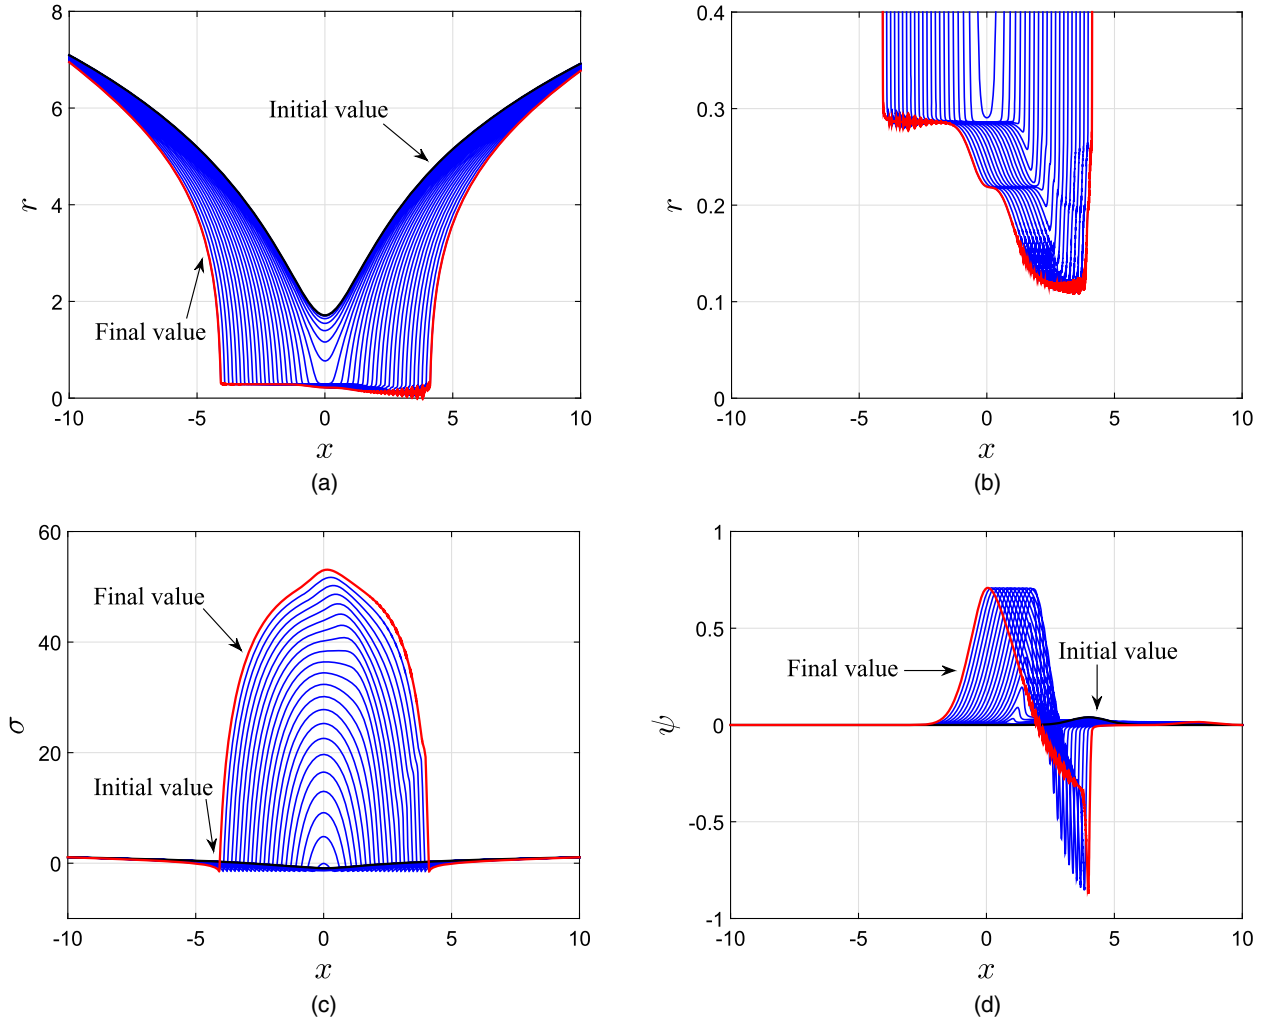 8
6
4
2
0
r
Initial value
Final value
-10
-5
0
5
10
x
(a)
0.4
0.3
0.2
0.1
0
r
-10
-5
0
5
10
x
(b)
60
40
20
0
σ
Final value
Initial value
-10
-5
0
5
10
x
(c)
1
0.5
0
-0.5
-1
ψ
Initial value
Final value
-10
-5
0
5
10
x
(d)